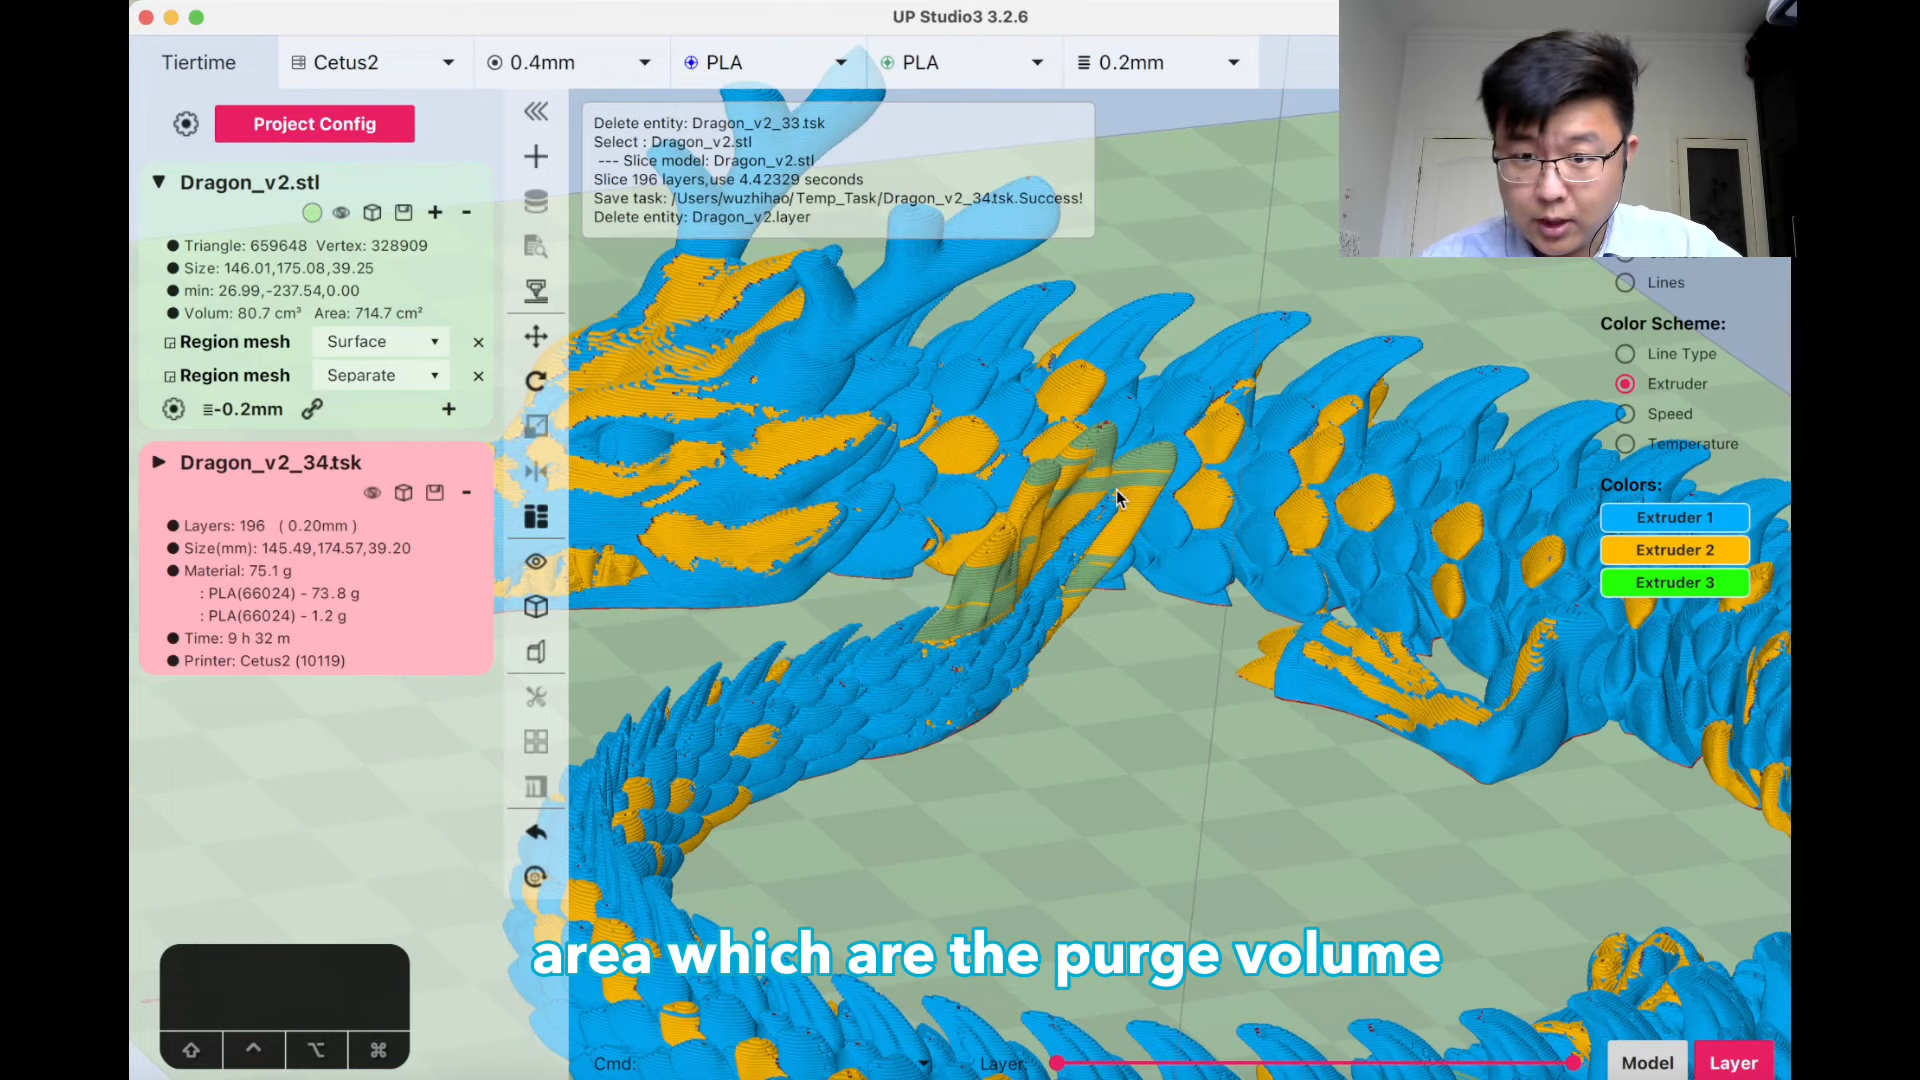 UP Studio3 3.2.6
Tiertime
Cetus2
0.4mm
PLA
PLA
0.2mm
Project Config
Dragon_v2.stl
Triangle: 659648 Vertex: 328909
Size: 146.01,175.08,39.25
min: 26.99,-237.54,0.00
Volum: 80.7 cm³ Area: 714.7 cm²
Region mesh Surface
Region mesh Separate
-0.2mm
Dragon_v2_34.tsk
Layers: 196 ( 0.20mm )
Size(mm): 145.49,174.57,39.20
Material: 75.1 g
: PLA(66024) - 73.8 g
: PLA(66024) - 1.2 g
Time: 9 h 32 m
Printer: Cetus2 (10119)
Delete entity: Dragon_v2_33.tsk
Select : Dragon_v2.stl
--- Slice model: Dragon_v2.stl
Slice 196 layers,use 4.42329 seconds
Save task: /Users/wuzhihao/Temp_Task/Dragon_v2_34.tsk.Success!
Delete entity: Dragon_v2.layer
Lines
Color Scheme:
Line Type
Extruder
Speed
Temperature
Colors:
Extruder 1
Extruder 2
Extruder 3
area which are the purge volume
Cmd:
Layer:
Model
Layer